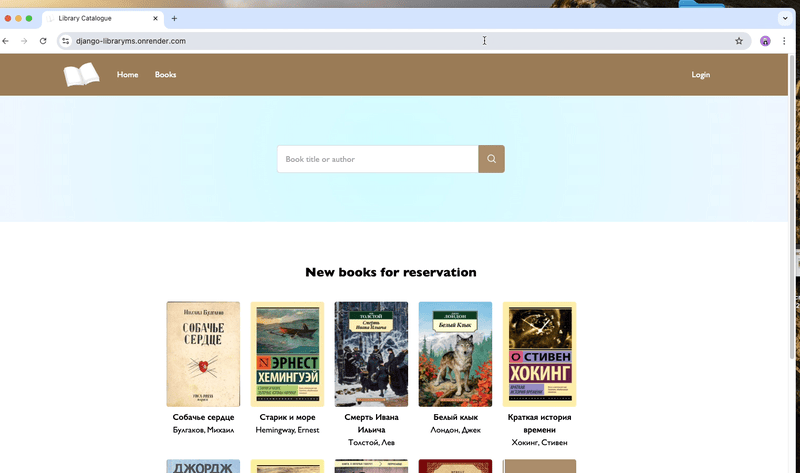 Library Catalogue
django-libraryms.onrender.com
Home Books Login
Book title or author
New books for reservation
СОБАЧЬЕ
СЕРДЦЕ
ЭРНЕСТ
ХЕМИНГУЭЙ
ТОЛСТОЙ
Смерть
Ивана Ильича
ЛОНДОН
Белый Клык
СТИВЕН
ХОКИНГ
Собачье сердце
Булгаков, Михаил
Старик и море
Hemingway, Ernest
Смерть Ивана
Ильича
Толстой, Лев
Белый клык
Лондон, Джек
Краткая история
времени
Хокинг, Стивен
ДЖОРДЖ